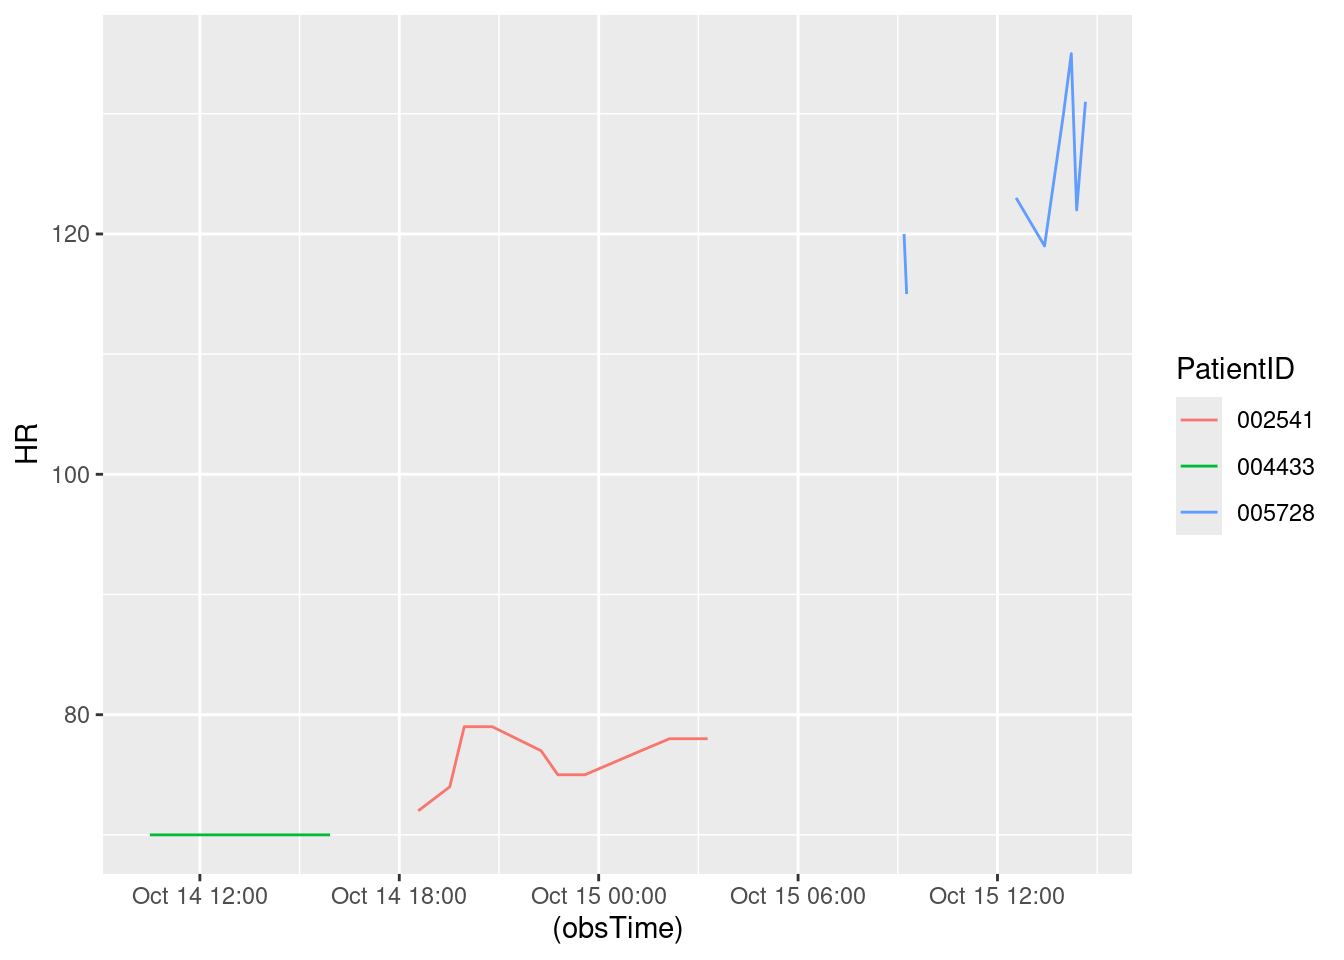 HR
120
100
80
Oct 14 12:00
Oct 14 18:00
Oct 15 00:00
Oct 15 06:00
Oct 15 12:00
(obsTime)
PatientID
002541
004433
005728